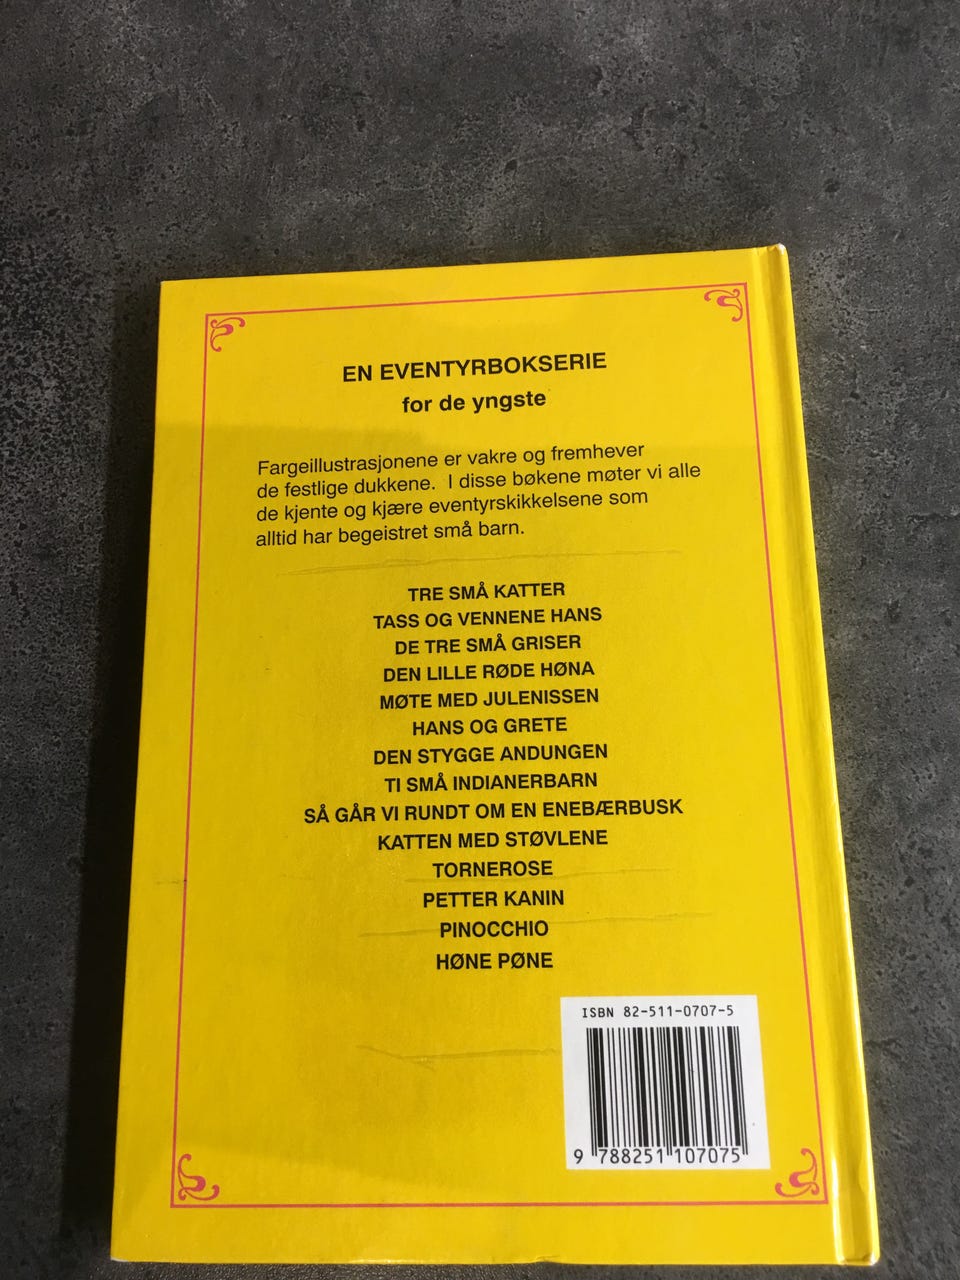 EN EVENTYRBOKSERIE
for de yngste
Fargeillustrasjonene er vakre og fremhever
de festlige dukkene. I disse bøkene møter vi alle
de kjente og kjære eventyrskikkelsene som
alltid har begeistret små barn.
TRE SMÅ KATTER
TASS OG VENNENE HANS
DE TRE SMÅ GRISER
DEN LILLE RØDE HØNA
MØTE MED JULENISSEN
HANS OG GRETE
DEN STYGGE ANDUNGEN
TI SMÅ INDIANERBARN
SÅ GÅR VI RUNDT OM EN ENEBÆRBUSK
KATTEN MED STØVLENE
TORNEROSE
PETTER KANIN
PINOCCHIO
HØNE PØNE
ISBN 82-511-0707-5
9 788251 107075